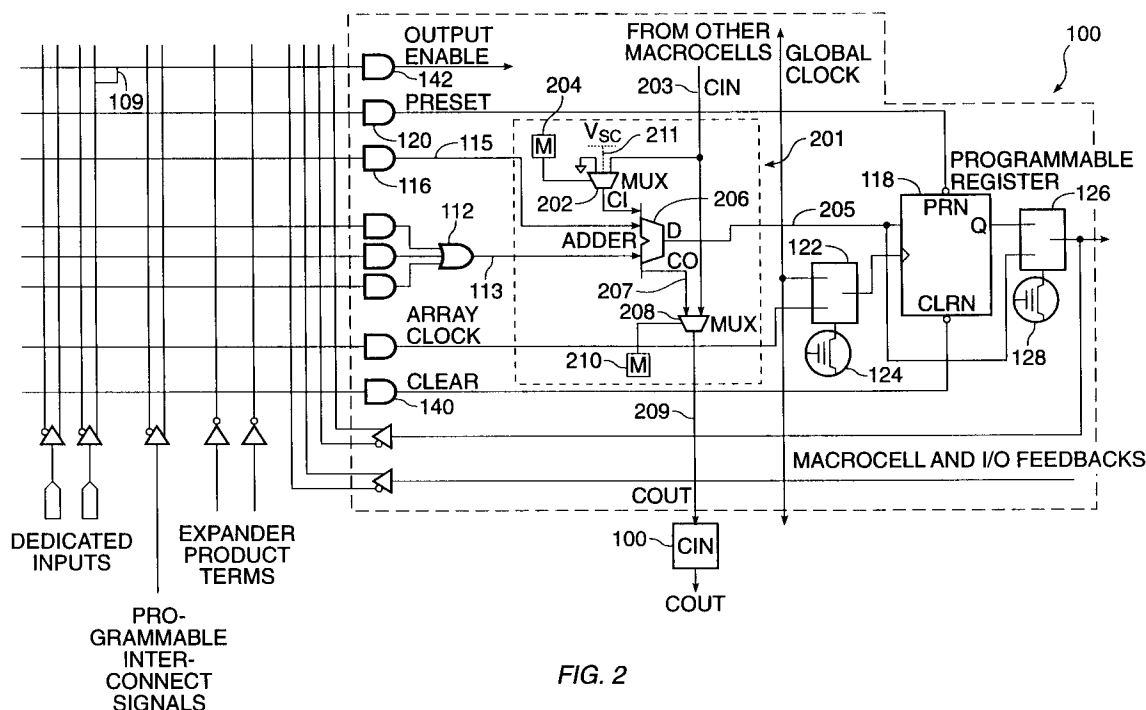 OUTPUT
ENABLE
142
109
PRESET
120
115
116
FROM OTHER
MACROCELLS
203
CIN
GLOBAL
CLOCK
100
204
M
VSC
211
201
MUX
202
CI
206
D
ADDER
CO
207
205
112
113
208
MUX
210
M
ARRAY
CLOCK
CLEAR
140
209
PROGRAMMABLE
REGISTER
118
PRN
Q
CLRN
126
122
124
128
MACROCELL AND I/O FEEDBACKS
COUT
100
CIN
COUT
DEDICATED
INPUTS
EXPANDER
PRODUCT
TERMS
PRO-
GRAMMABLE
INTER-
CONNECT
SIGNALS
FIG. 2